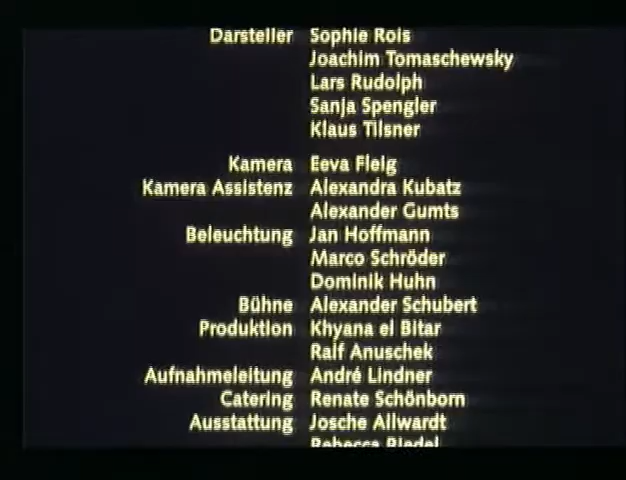 Darsteller Sophie Rois
Joachim Tomaschewsky
Lars Rudolph
Sanja Spengler
Klaus Tilsner
Kamera Eeva Fleig
Kamera Assistenz Alexandra Kubatz
Alexander Gumts
Beleuchtung Jan Hoffmann
Marco Schröder
Dominik Huhn
Bühne Alexander Schubert
Produktion Khyana el Bitar
Ralf Anuschek
Aufnahmeleitung André Lindner
Catering Renate Schönborn
Ausstattung Josche Allwardt
Rebecca Riedel